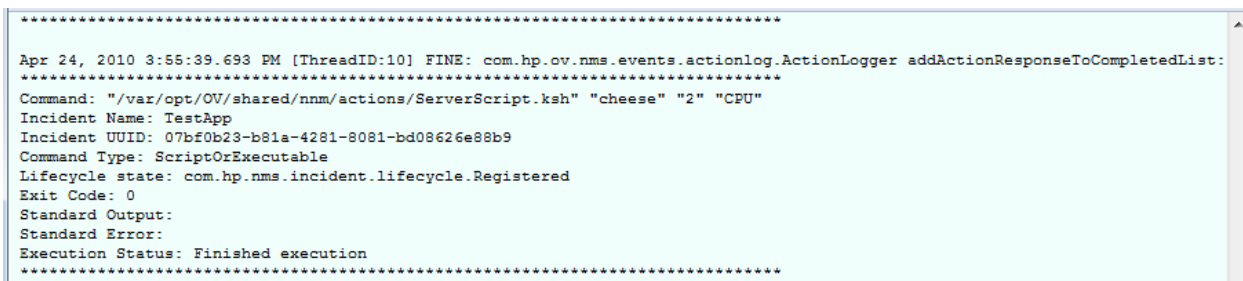 *******************************************************************************
Apr 24, 2010 3:55:39.693 PM [ThreadID:10] FINE: com.hp.ov.nms.events.actionlog.ActionLogger addActionResponseToCompletedList:
*******************************************************************************
Command: "/var/opt/OV/shared/nnm/actions/ServerScript.ksh" "cheese" "2" "CPU"
Incident Name: TestApp
Incident UUID: 07bf0b23-b81a-4281-8081-bd08626e88b9
Command Type: ScriptOrExecutable
Lifecycle state: com.hp.nms.incident.lifecycle.Registered
Exit Code: 0
Standard Output:
Standard Error:
Execution Status: Finished execution
*******************************************************************************